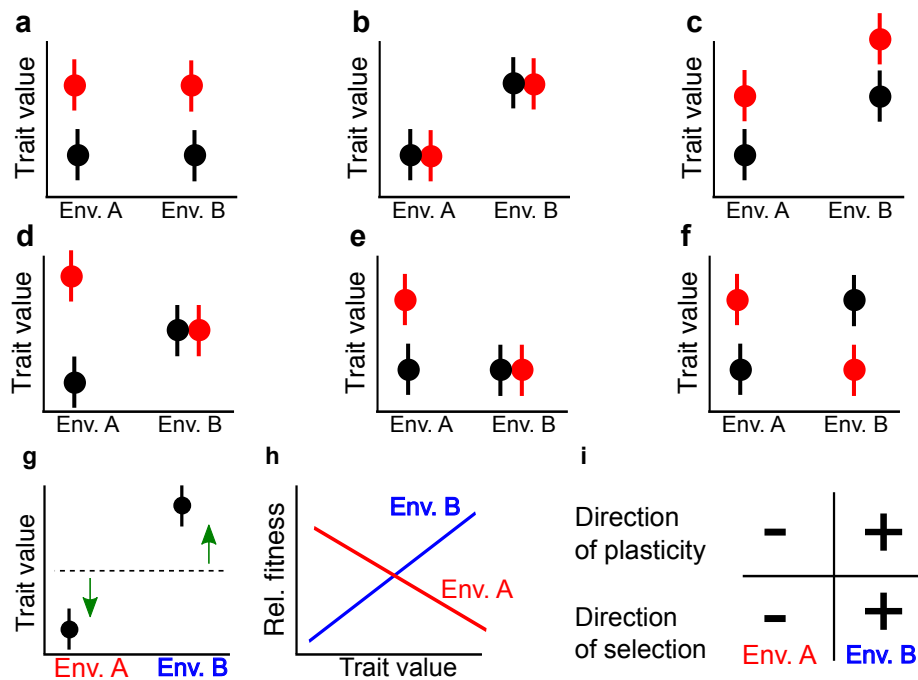 a
Trait value
Env. A Env. B
b
Trait value
Env. A Env. B
c
Trait value
Env. A Env. B
d
Trait value
Env. A Env. B
e
Trait value
Env. A Env. B
f
Trait value
Env. A Env. B
g
Trait value
Env. A Env. B
h
Rel. fitness
Env. B
Env. A
Trait value
i
Direction
of plasticity
- +
Direction
of selection
- +
Env. A Env. B